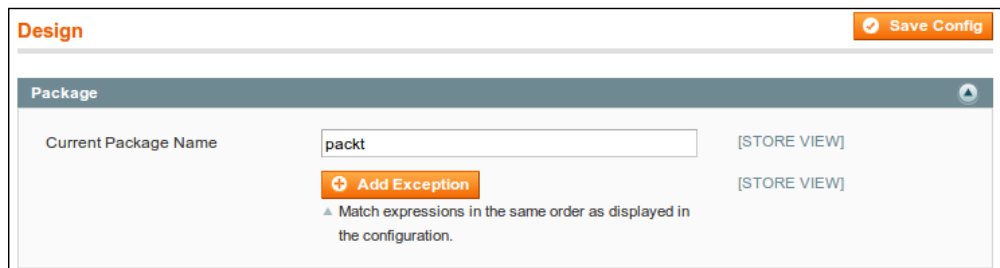 Design
Save Config
Package
Current Package Name
packt
[STORE VIEW]
Add Exception
[STORE VIEW]
Match expressions in the same order as displayed in
the configuration.